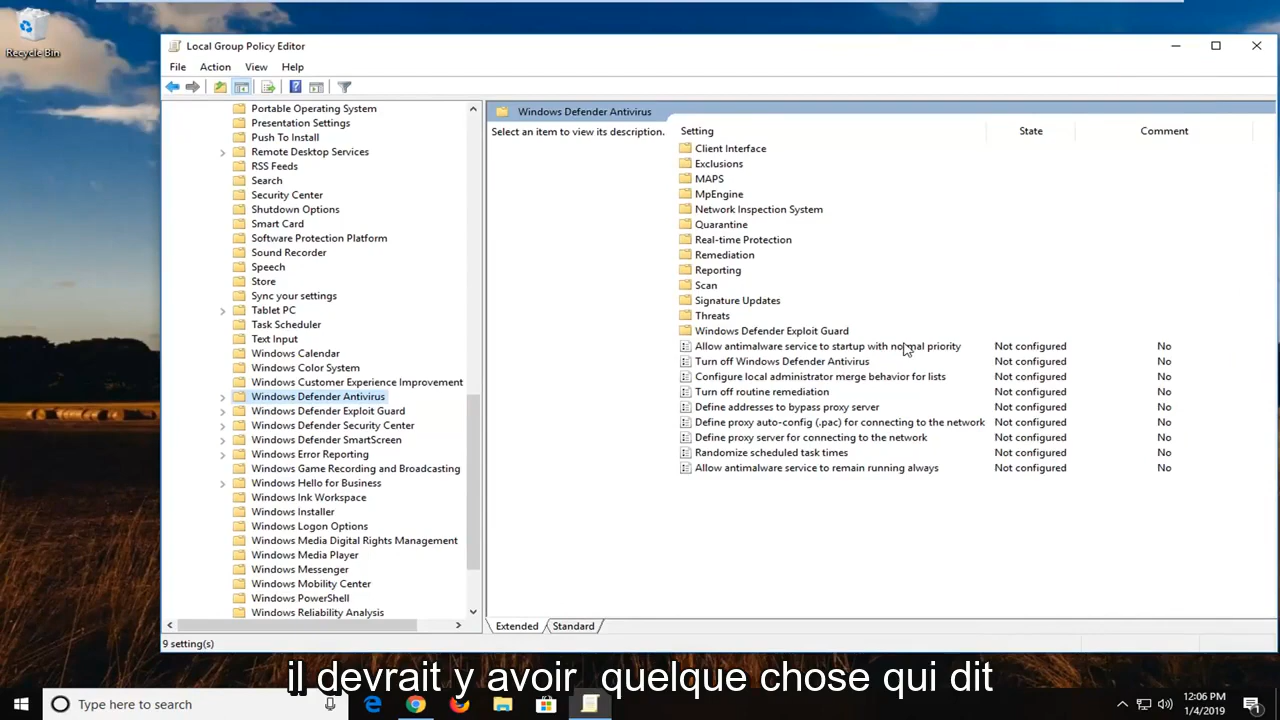 Recycle Bin
Local Group Policy Editor
File Action View Help
Portable Operating System
Presentation Settings
Push To Install
Remote Desktop Services
RSS Feeds
Search
Security Center
Shutdown Options
Smart Card
Software Protection Platform
Sound Recorder
Speech
Store
Sync your settings
Tablet PC
Task Scheduler
Text Input
Windows Calendar
Windows Color System
Windows Customer Experience Improvement
Windows Defender Antivirus
Windows Defender Exploit Guard
Windows Defender Security Center
Windows Defender SmartScreen
Windows Error Reporting
Windows Game Recording and Broadcasting
Windows Hello for Business
Windows Ink Workspace
Windows Installer
Windows Logon Options
Windows Media Digital Rights Management
Windows Media Player
Windows Messenger
Windows Mobility Center
Windows PowerShell
Windows Reliability Analysis
Windows Defender Antivirus
Select an item to view its description.
Setting State Comment
Client Interface
Exclusions
MAPS
MpEngine
Network Inspection System
Quarantine
Real-time Protection
Remediation
Reporting
Scan
Signature Updates
Threats
Windows Defender Exploit Guard
Allow antimalware service to startup with normal priority Not configured No
Turn off Windows Defender Antivirus Not configured No
Configure local administrator merge behavior for lists Not configured No
Turn off routine remediation Not configured No
Define addresses to bypass proxy server Not configured No
Define proxy auto-config (.pac) for connecting to the network Not configured No
Define proxy server for connecting to the network Not configured No
Randomize scheduled task times Not configured No
Allow antimalware service to remain running always Not configured No
Extended Standard
9 setting(s)
il devrait y avoir quelque chose qui dit
Type here to search
12:06 PM
1/4/2019
1